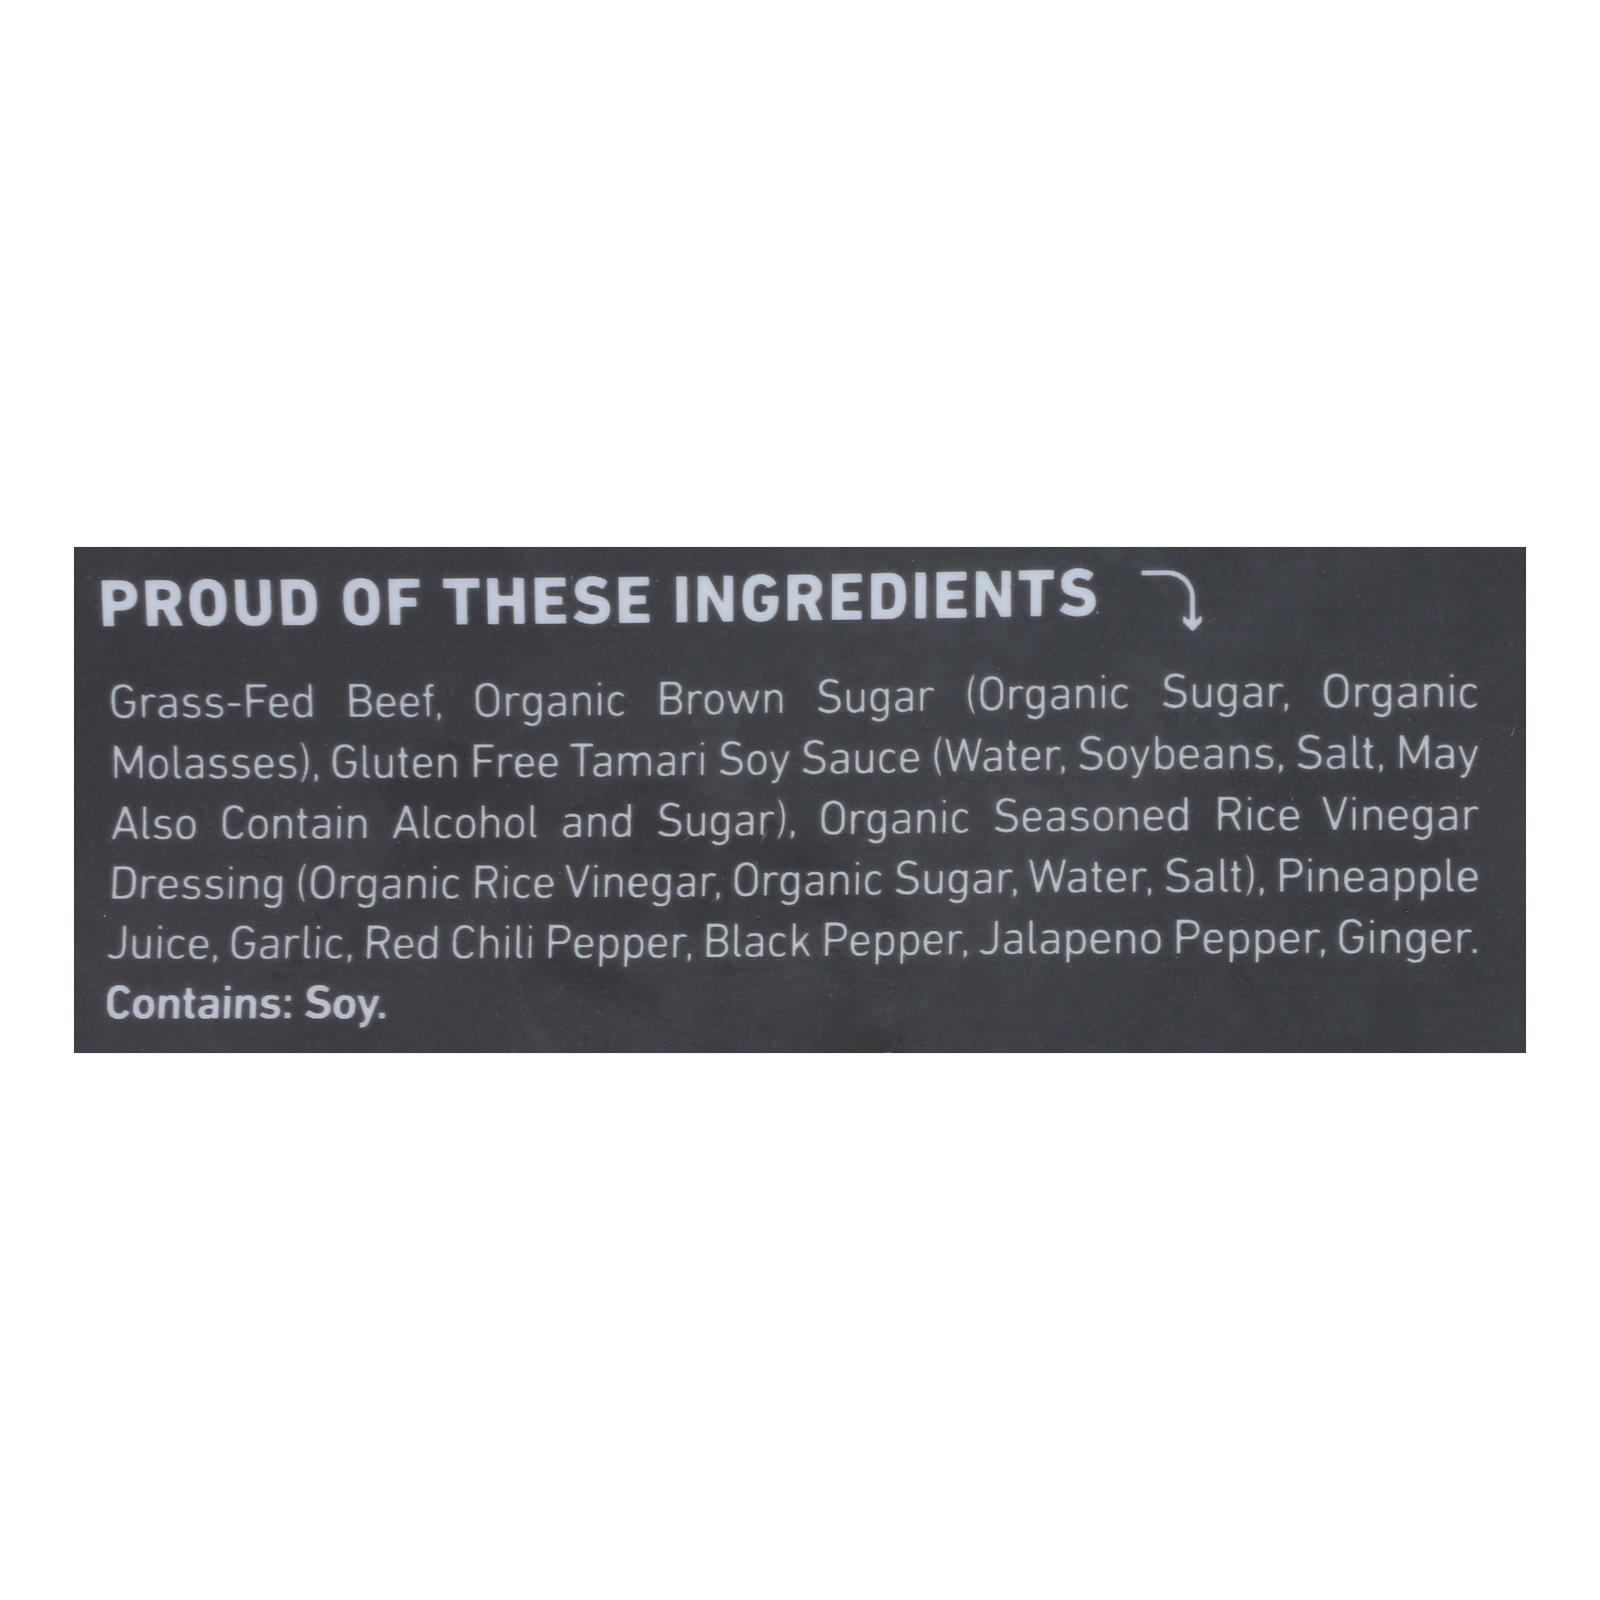 PROUD OF THESE INGREDIENTS
Grass-Fed Beef, Organic Brown Sugar (Organic Sugar, Organic
Molasses), Gluten Free Tamari Soy Sauce (Water, Soybeans, Salt, May
Also Contain Alcohol and Sugar), Organic Seasoned Rice Vinegar
Dressing (Organic Rice Vinegar, Organic Sugar, Water, Salt), Pineapple
Juice, Garlic, Red Chili Pepper, Black Pepper, Jalapeno Pepper, Ginger.
Contains: Soy.